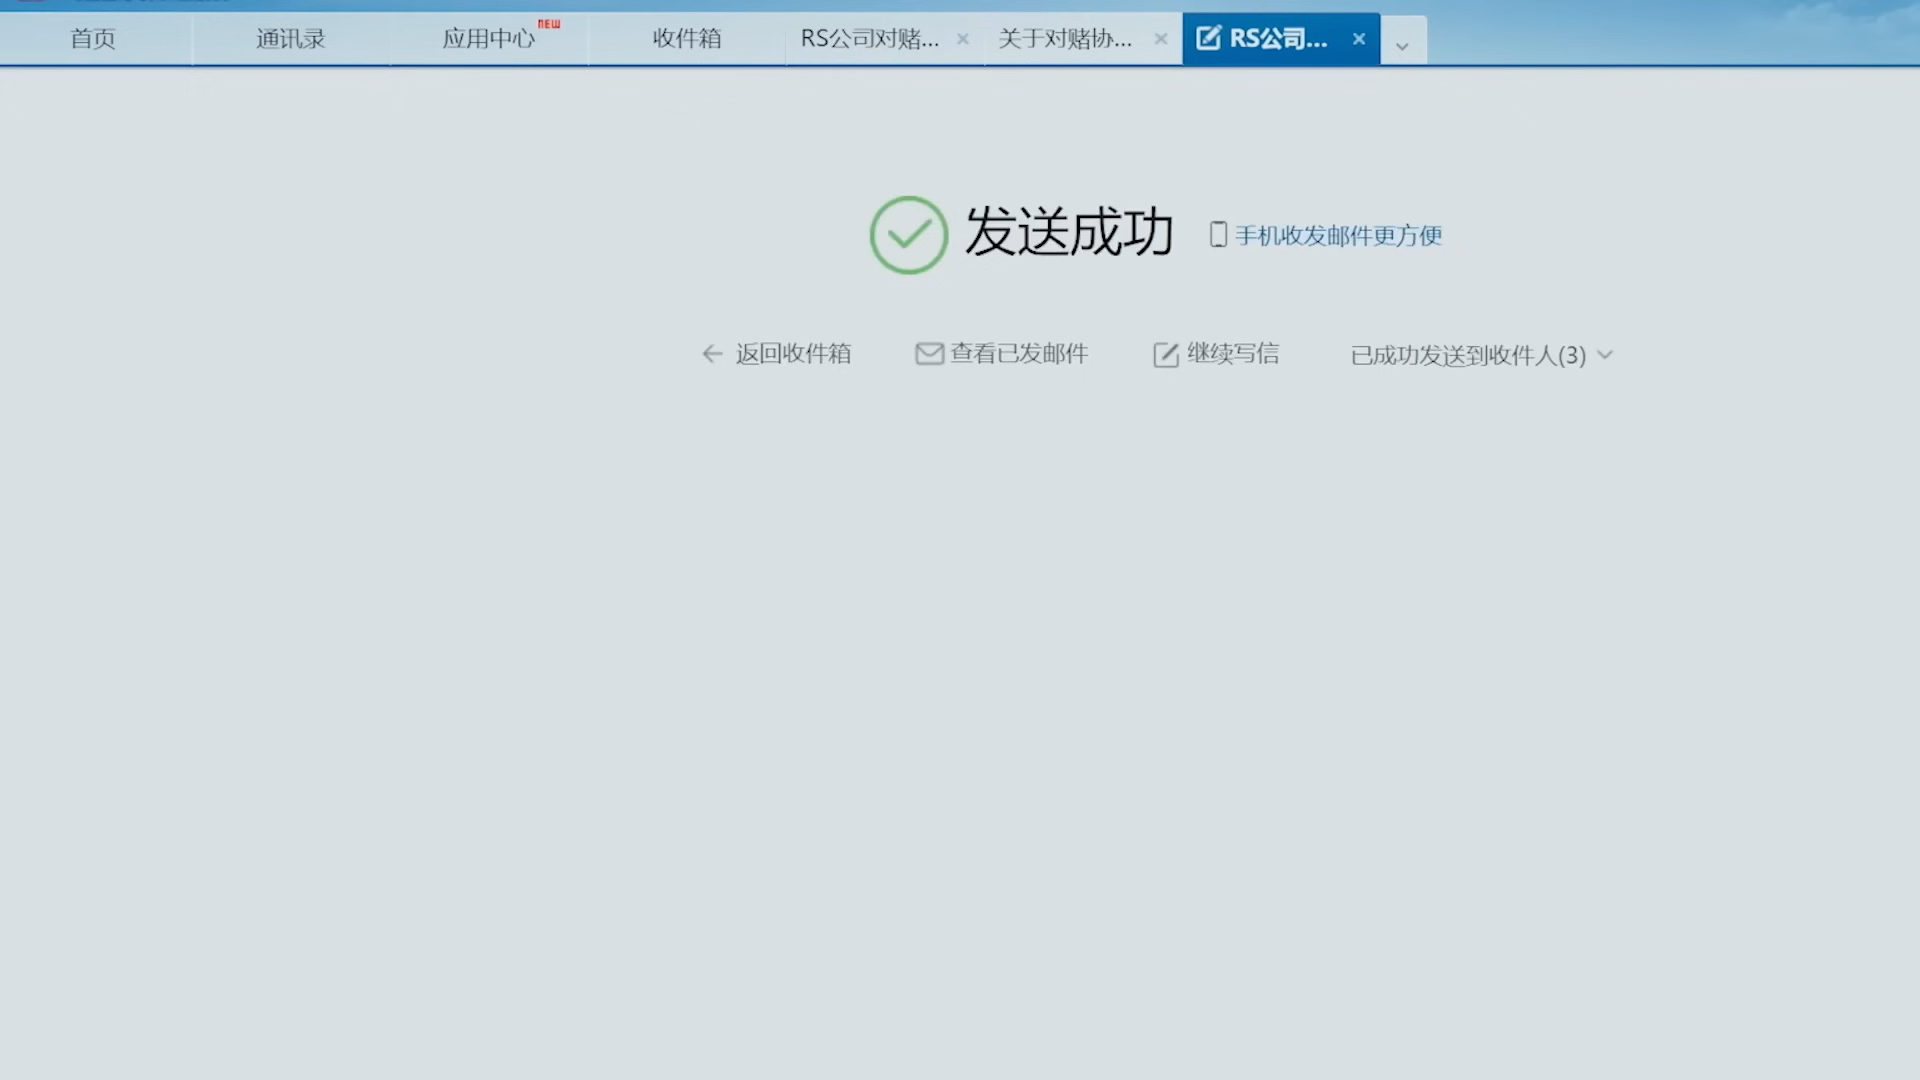 首页
通讯录
应用中心
NEW
收件箱
RS公司对赌...
关于对赌协...
RS公司...
发送成功
手机收发邮件更方便
返回收件箱
查看已发邮件
继续写信
已成功发送到收件人(3)